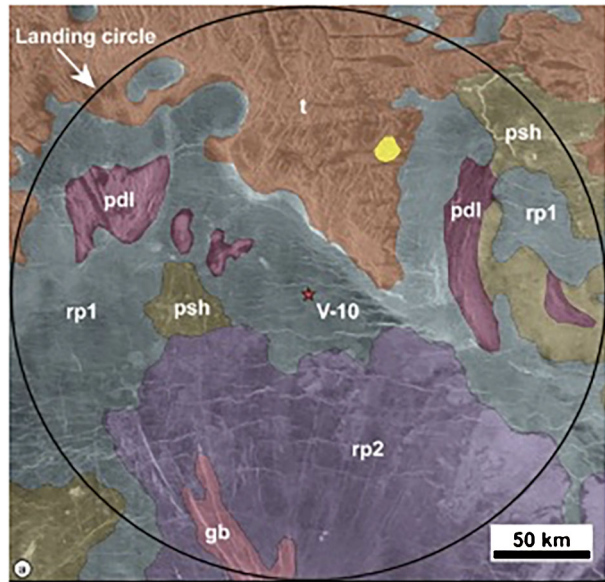 Landing circle
t
psh
pdl
pdl
rp1
rp1
psh
V-10
rp2
gb
50 km
a